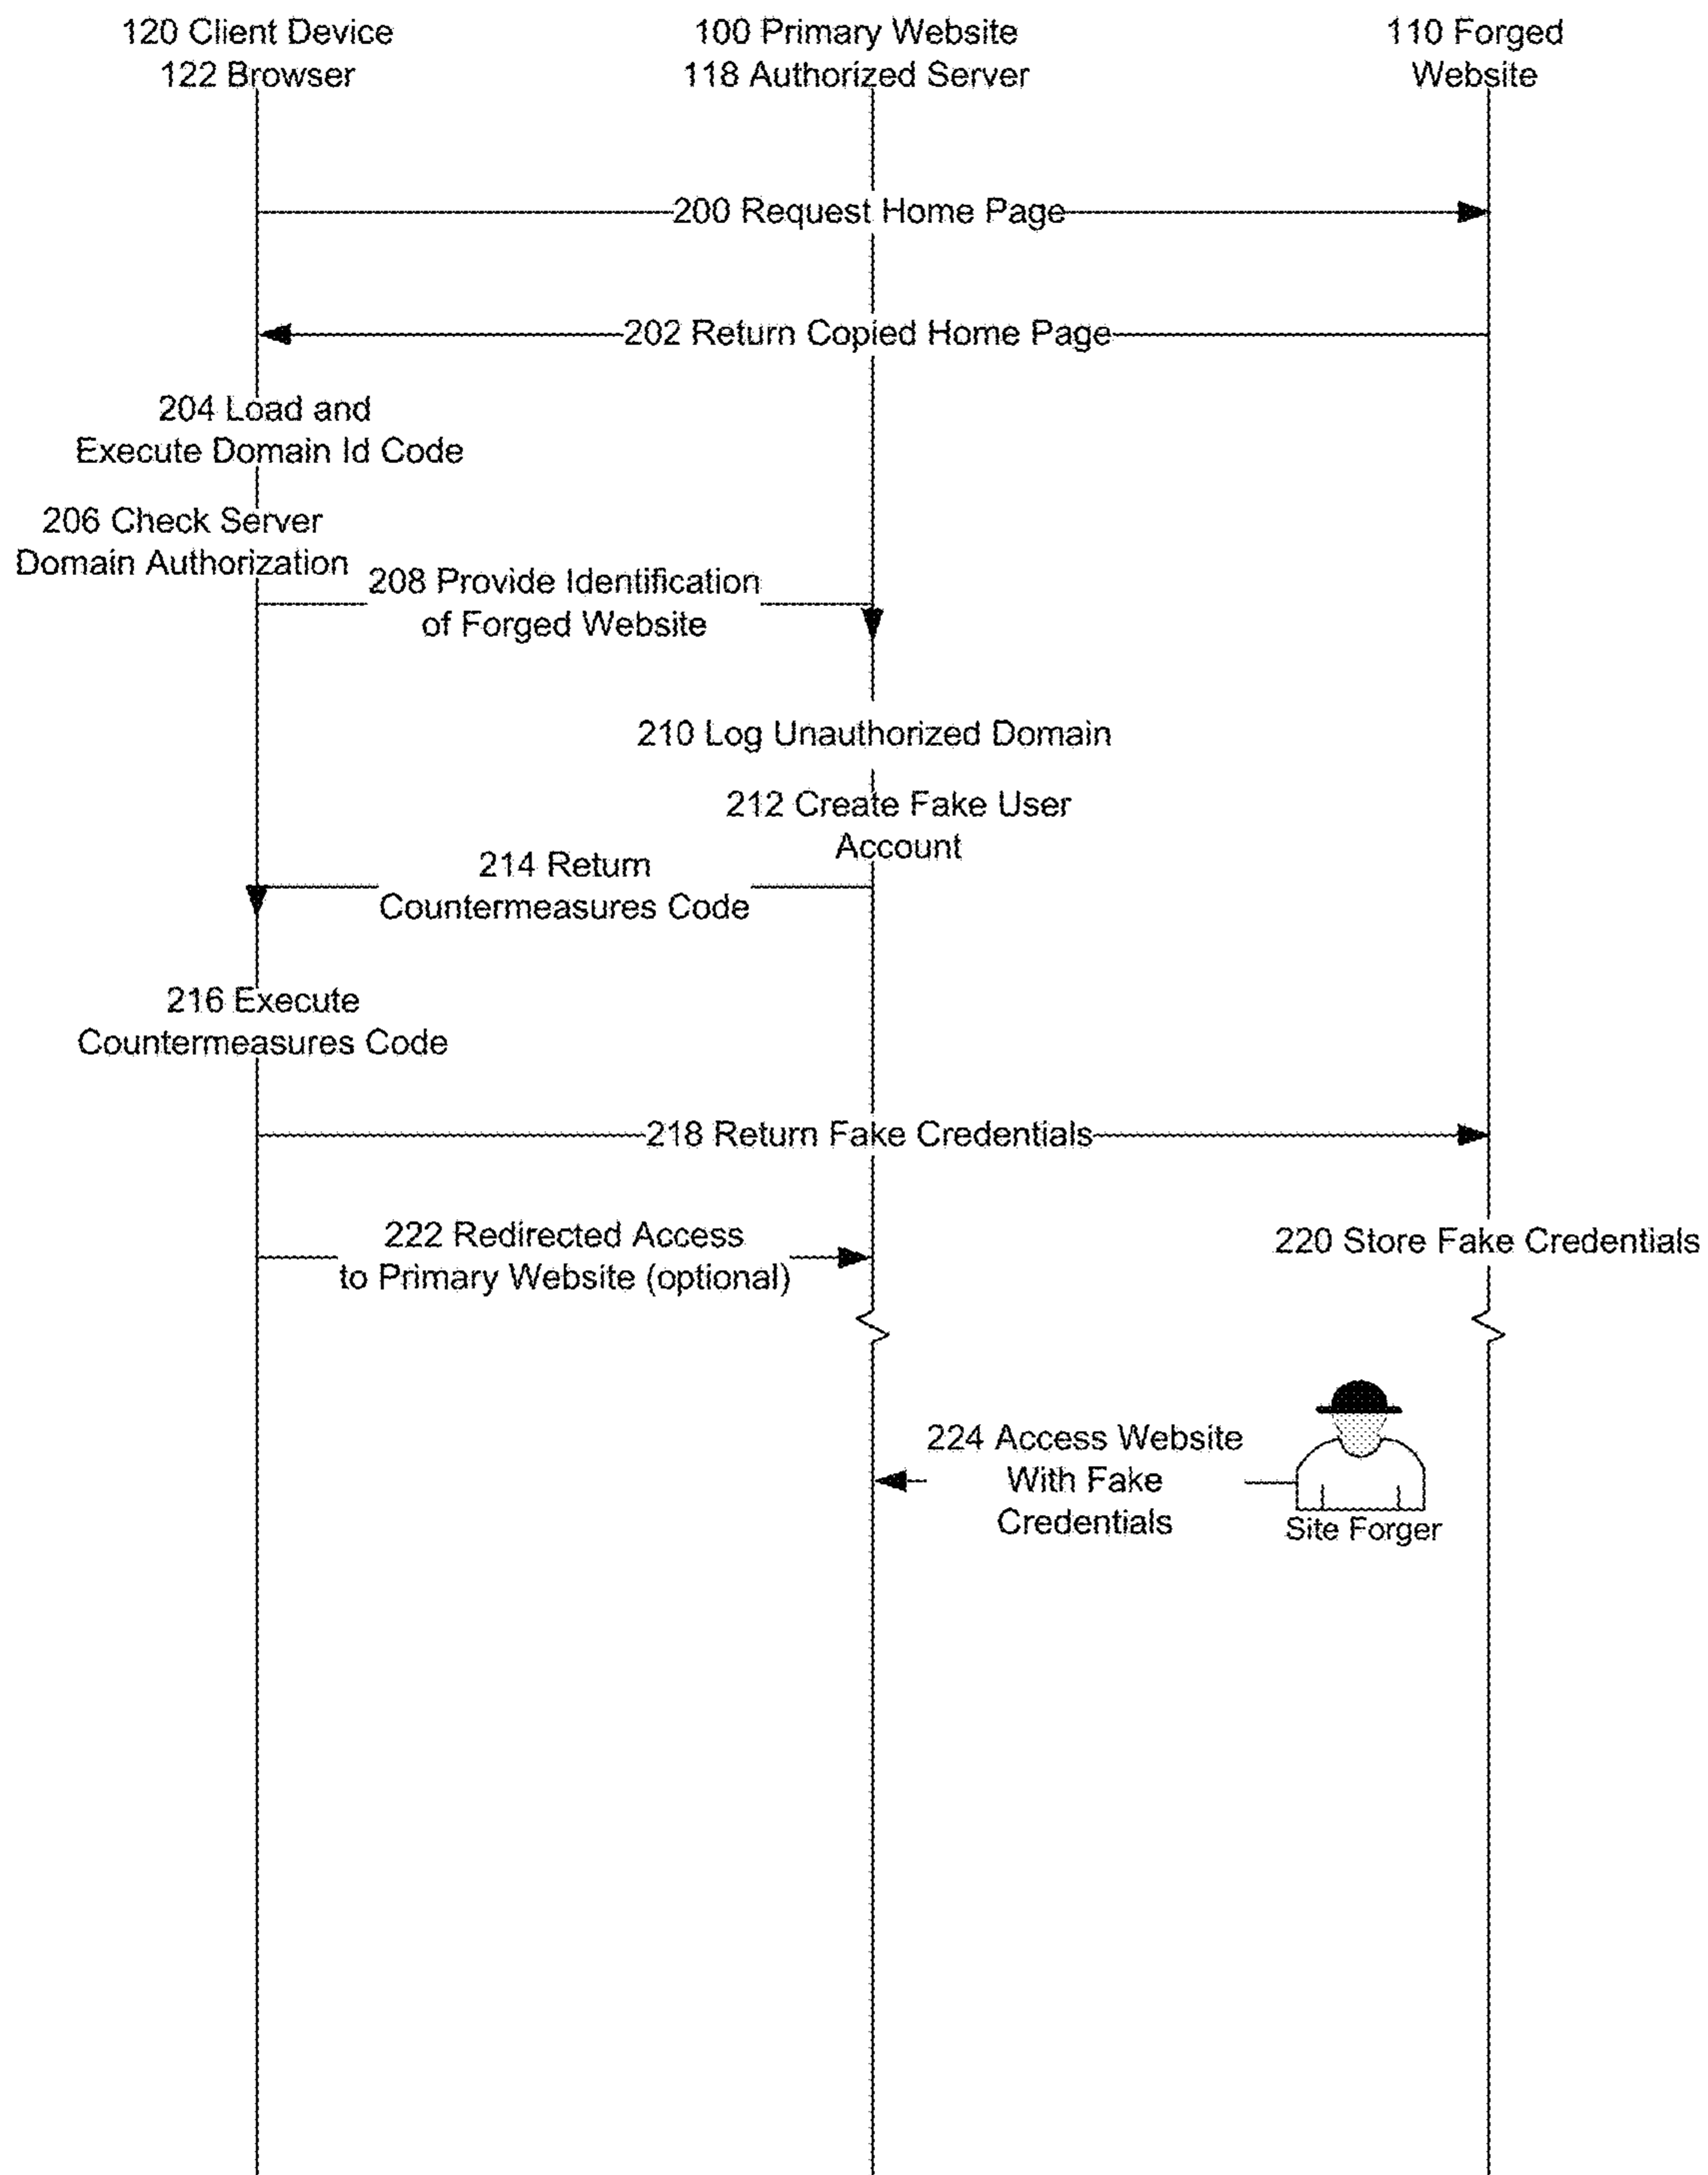 120 Client Device
122 Browser
100 Primary Website
118 Authorized Server
110 Forged
Website
200 Request Home Page
202 Return Copied Home Page
204 Load and
Execute Domain Id Code
206 Check Server
Domain Authorization
208 Provide Identification
of Forged Website
210 Log Unauthorized Domain
212 Create Fake User
Account
214 Return
Countermeasures Code
216 Execute
Countermeasures Code
218 Return Fake Credentials
222 Redirected Access
to Primary Website (optional)
220 Store Fake Credentials
224 Access Website
With Fake
Credentials
Site Forger